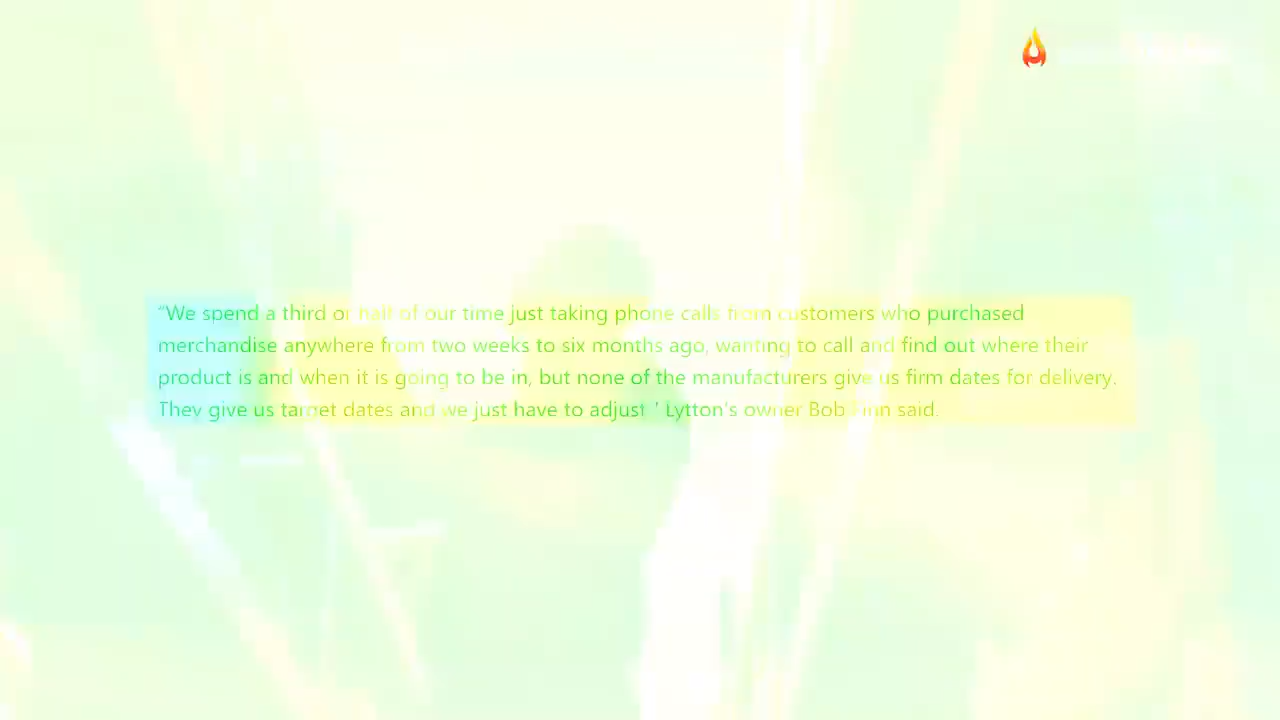 “We spend a third or half of our time just taking phone calls from customers who purchased
merchandise anywhere from two weeks to six months ago, wanting to call and find out where their
product is and when it is going to be in, but none of the manufacturers give us firm dates for delivery.
They give us target dates and we just have to adjust ' Lytton's owner Bob said.